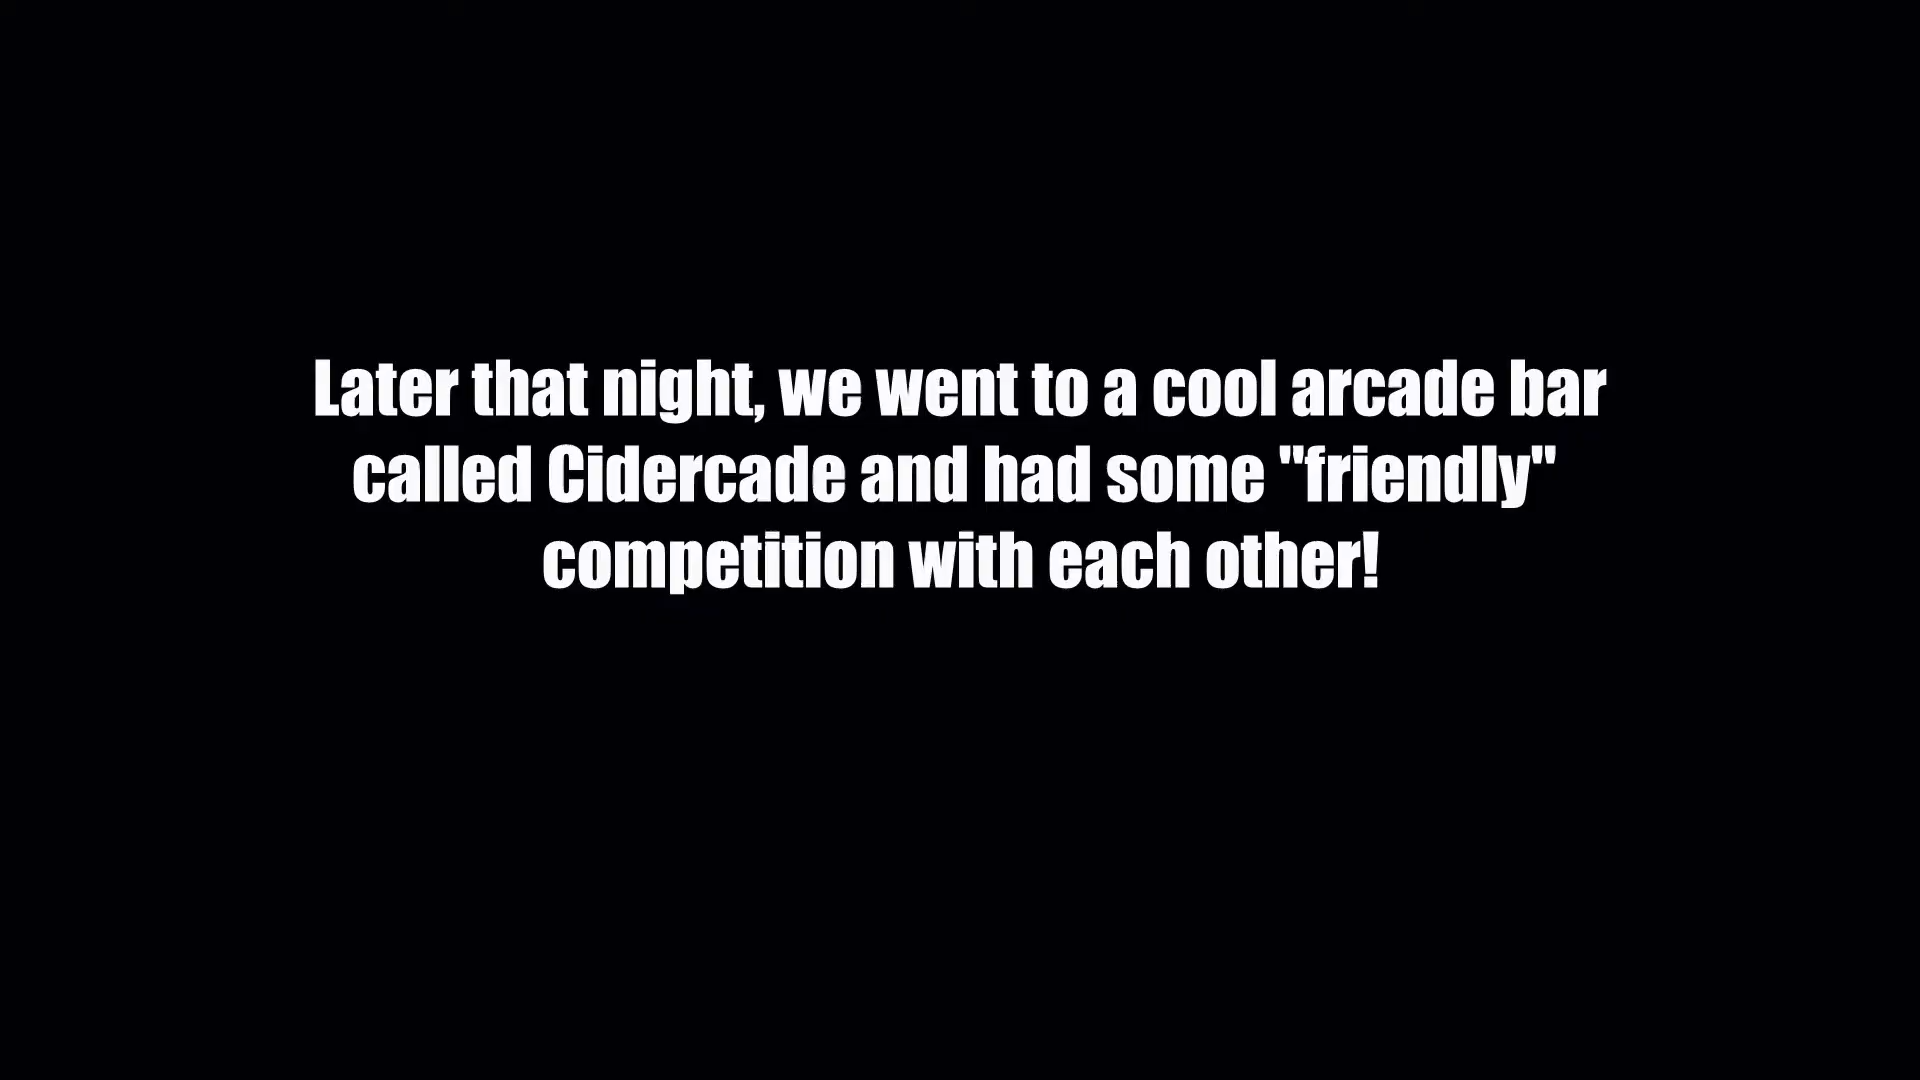 Later that night, we went to a cool arcade bar
called Cidercade and had some "friendly"
competition with each other!